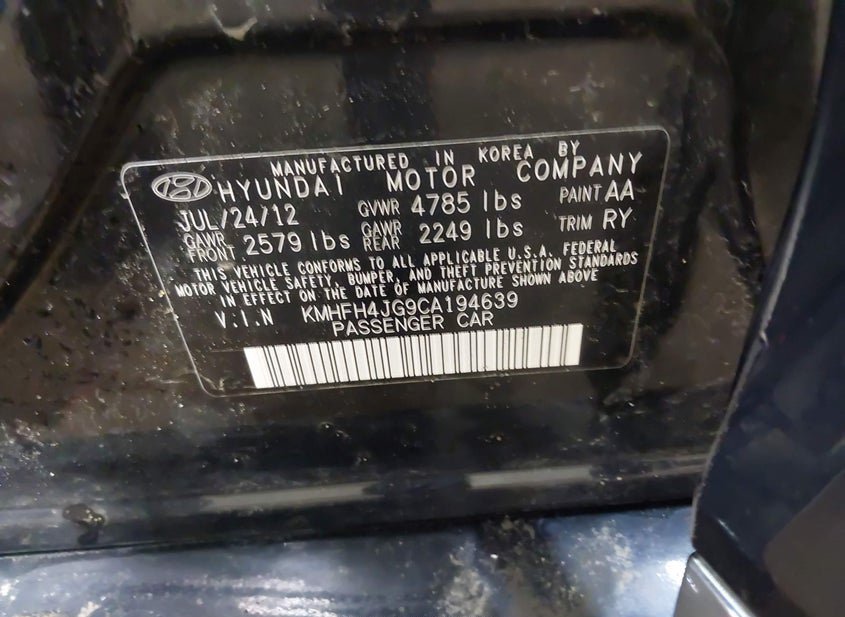 MANUFACTURED IN KOREA BY
HYUNDAI MOTOR COMPANY
JUL/24/12 GVWR 4785 lbs PAINT AA
GAWR FRONT 2579 lbs GAWR REAR 2249 lbs TRIM RY
THIS VEHICLE CONFORMS TO ALL APPLICABLE U.S.A. FEDERAL
MOTOR VEHICLE SAFETY, BUMPER, AND THEFT PREVENTION STANDARDS
IN EFFECT ON THE DATE OF MANUFACTURE SHOWN ABOVE
V.I.N KMHFH4JG9CA194639
PASSENGER CAR